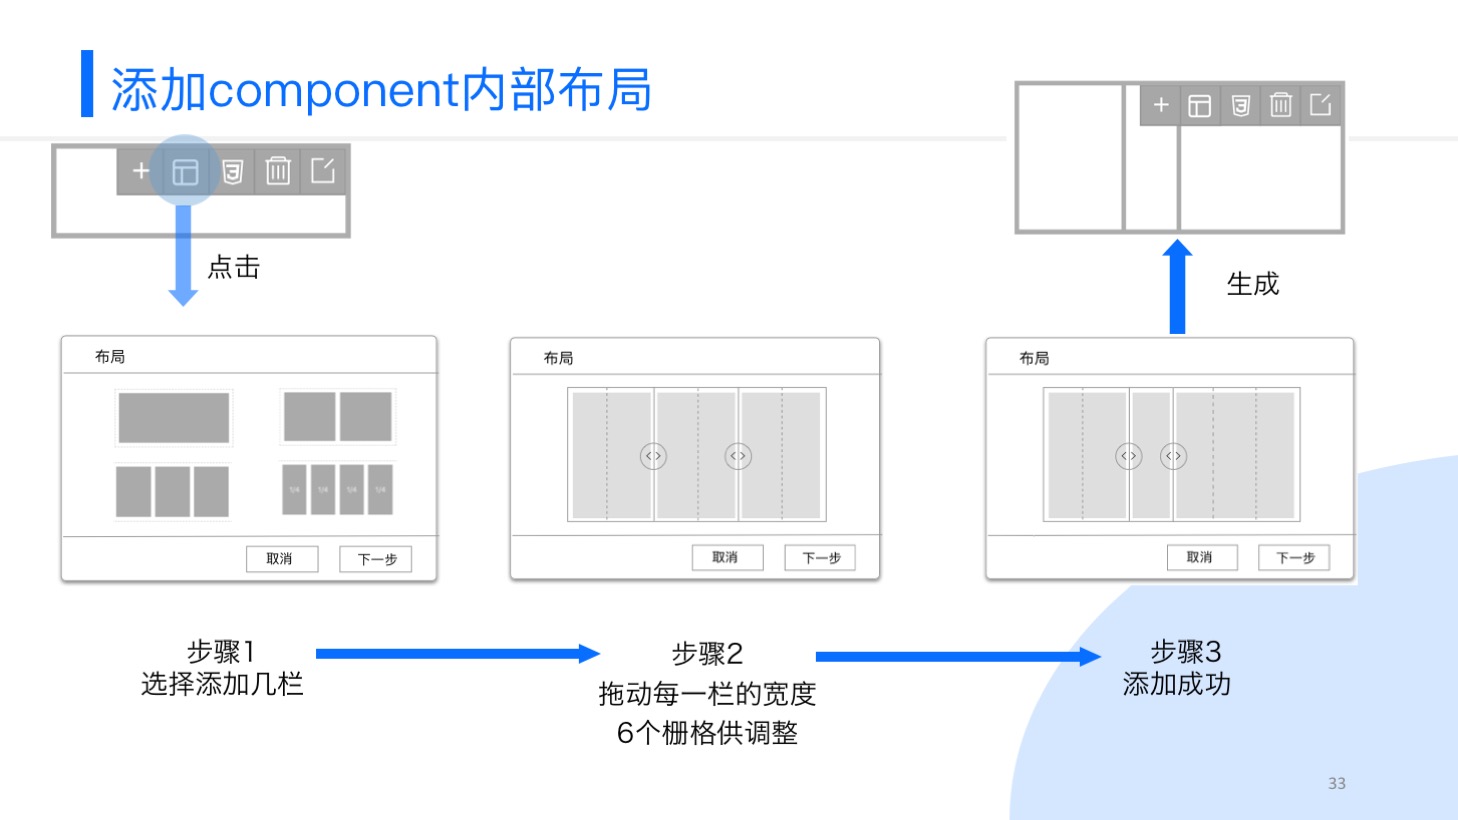 添加component内部布局
点击
生成
布局
取消
下一步
布局
取消
下一步
布局
取消
下一步
步骤1
选择添加几栏
步骤2
拖动每一栏的宽度
6个栅格供调整
步骤3
添加成功
33